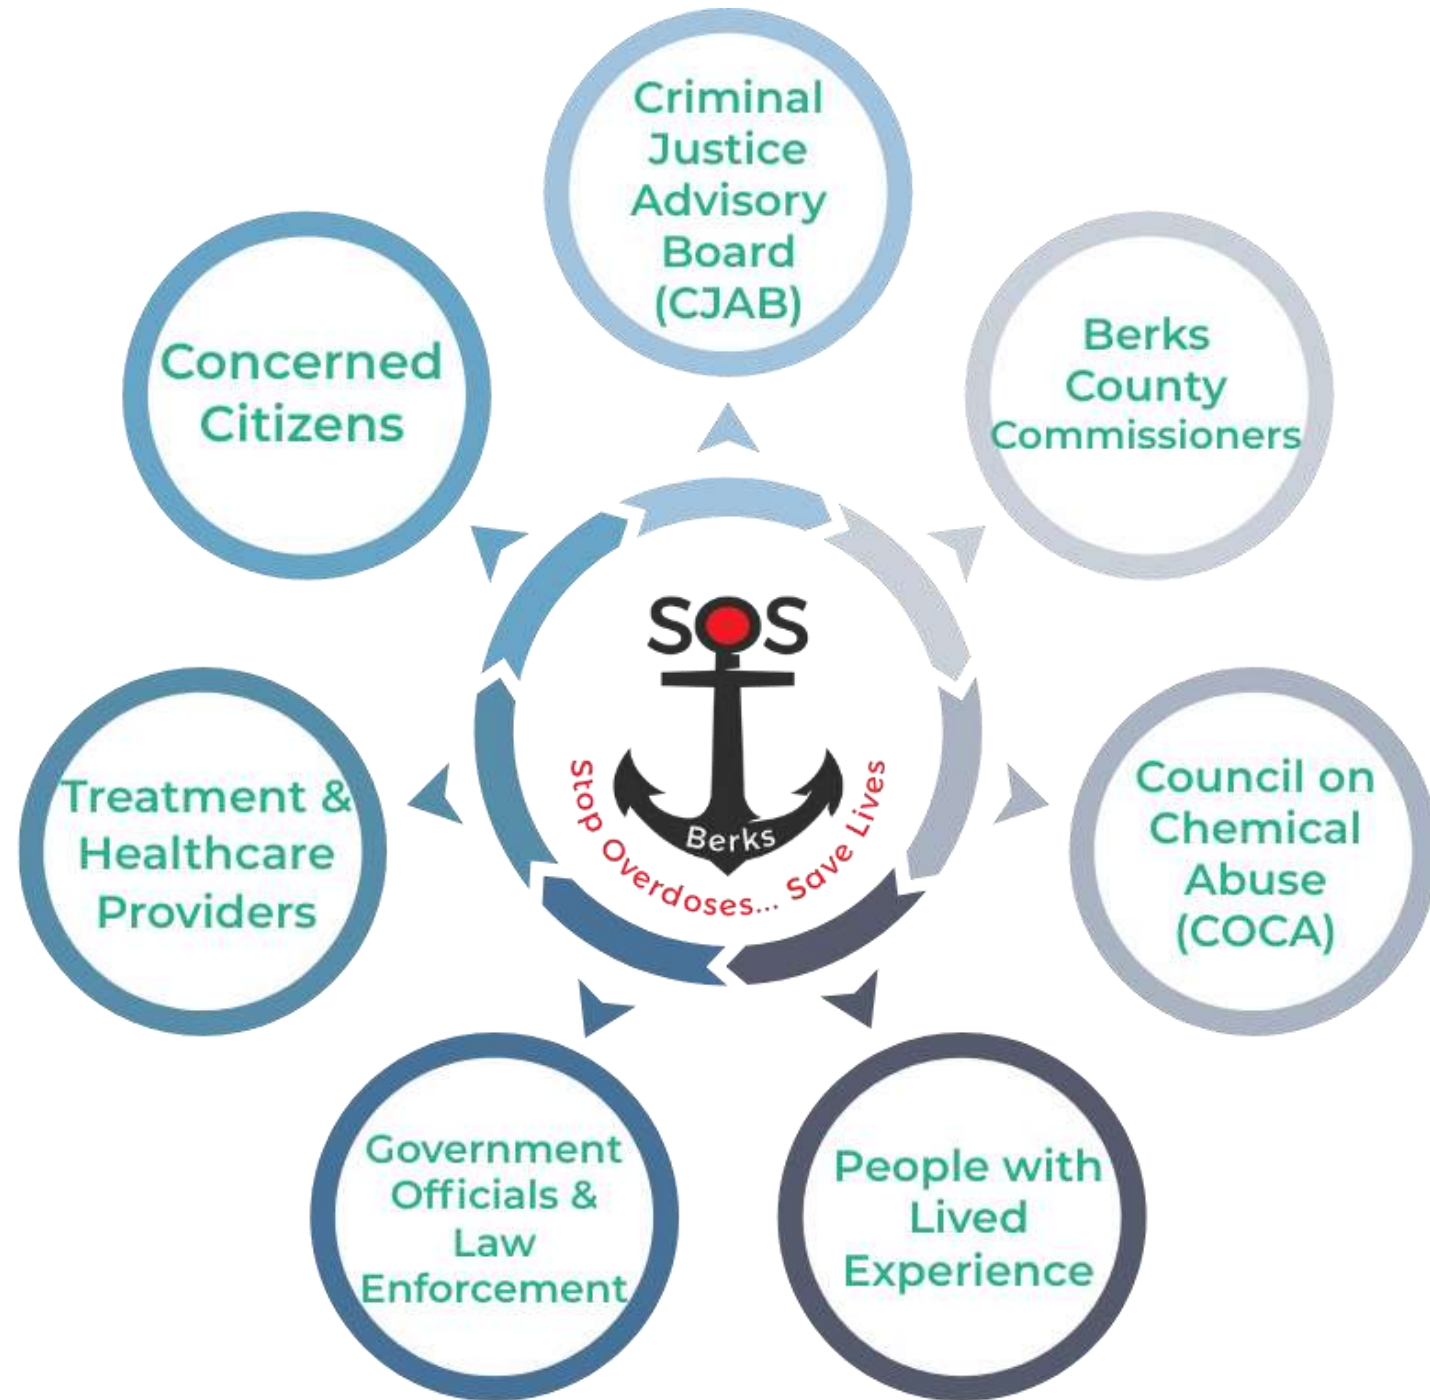 Criminal
Justice
Advisory
Board
(CJAB)
Concerned
Citizens
Berks
County
Commissioners
SOS
Berks
Stop Overdoses... Save Lives
Treatment &
Healthcare
Providers
Council on
Chemical
Abuse
(COCA)
Government
Officials &
Law
Enforcement
People with
Lived
Experience